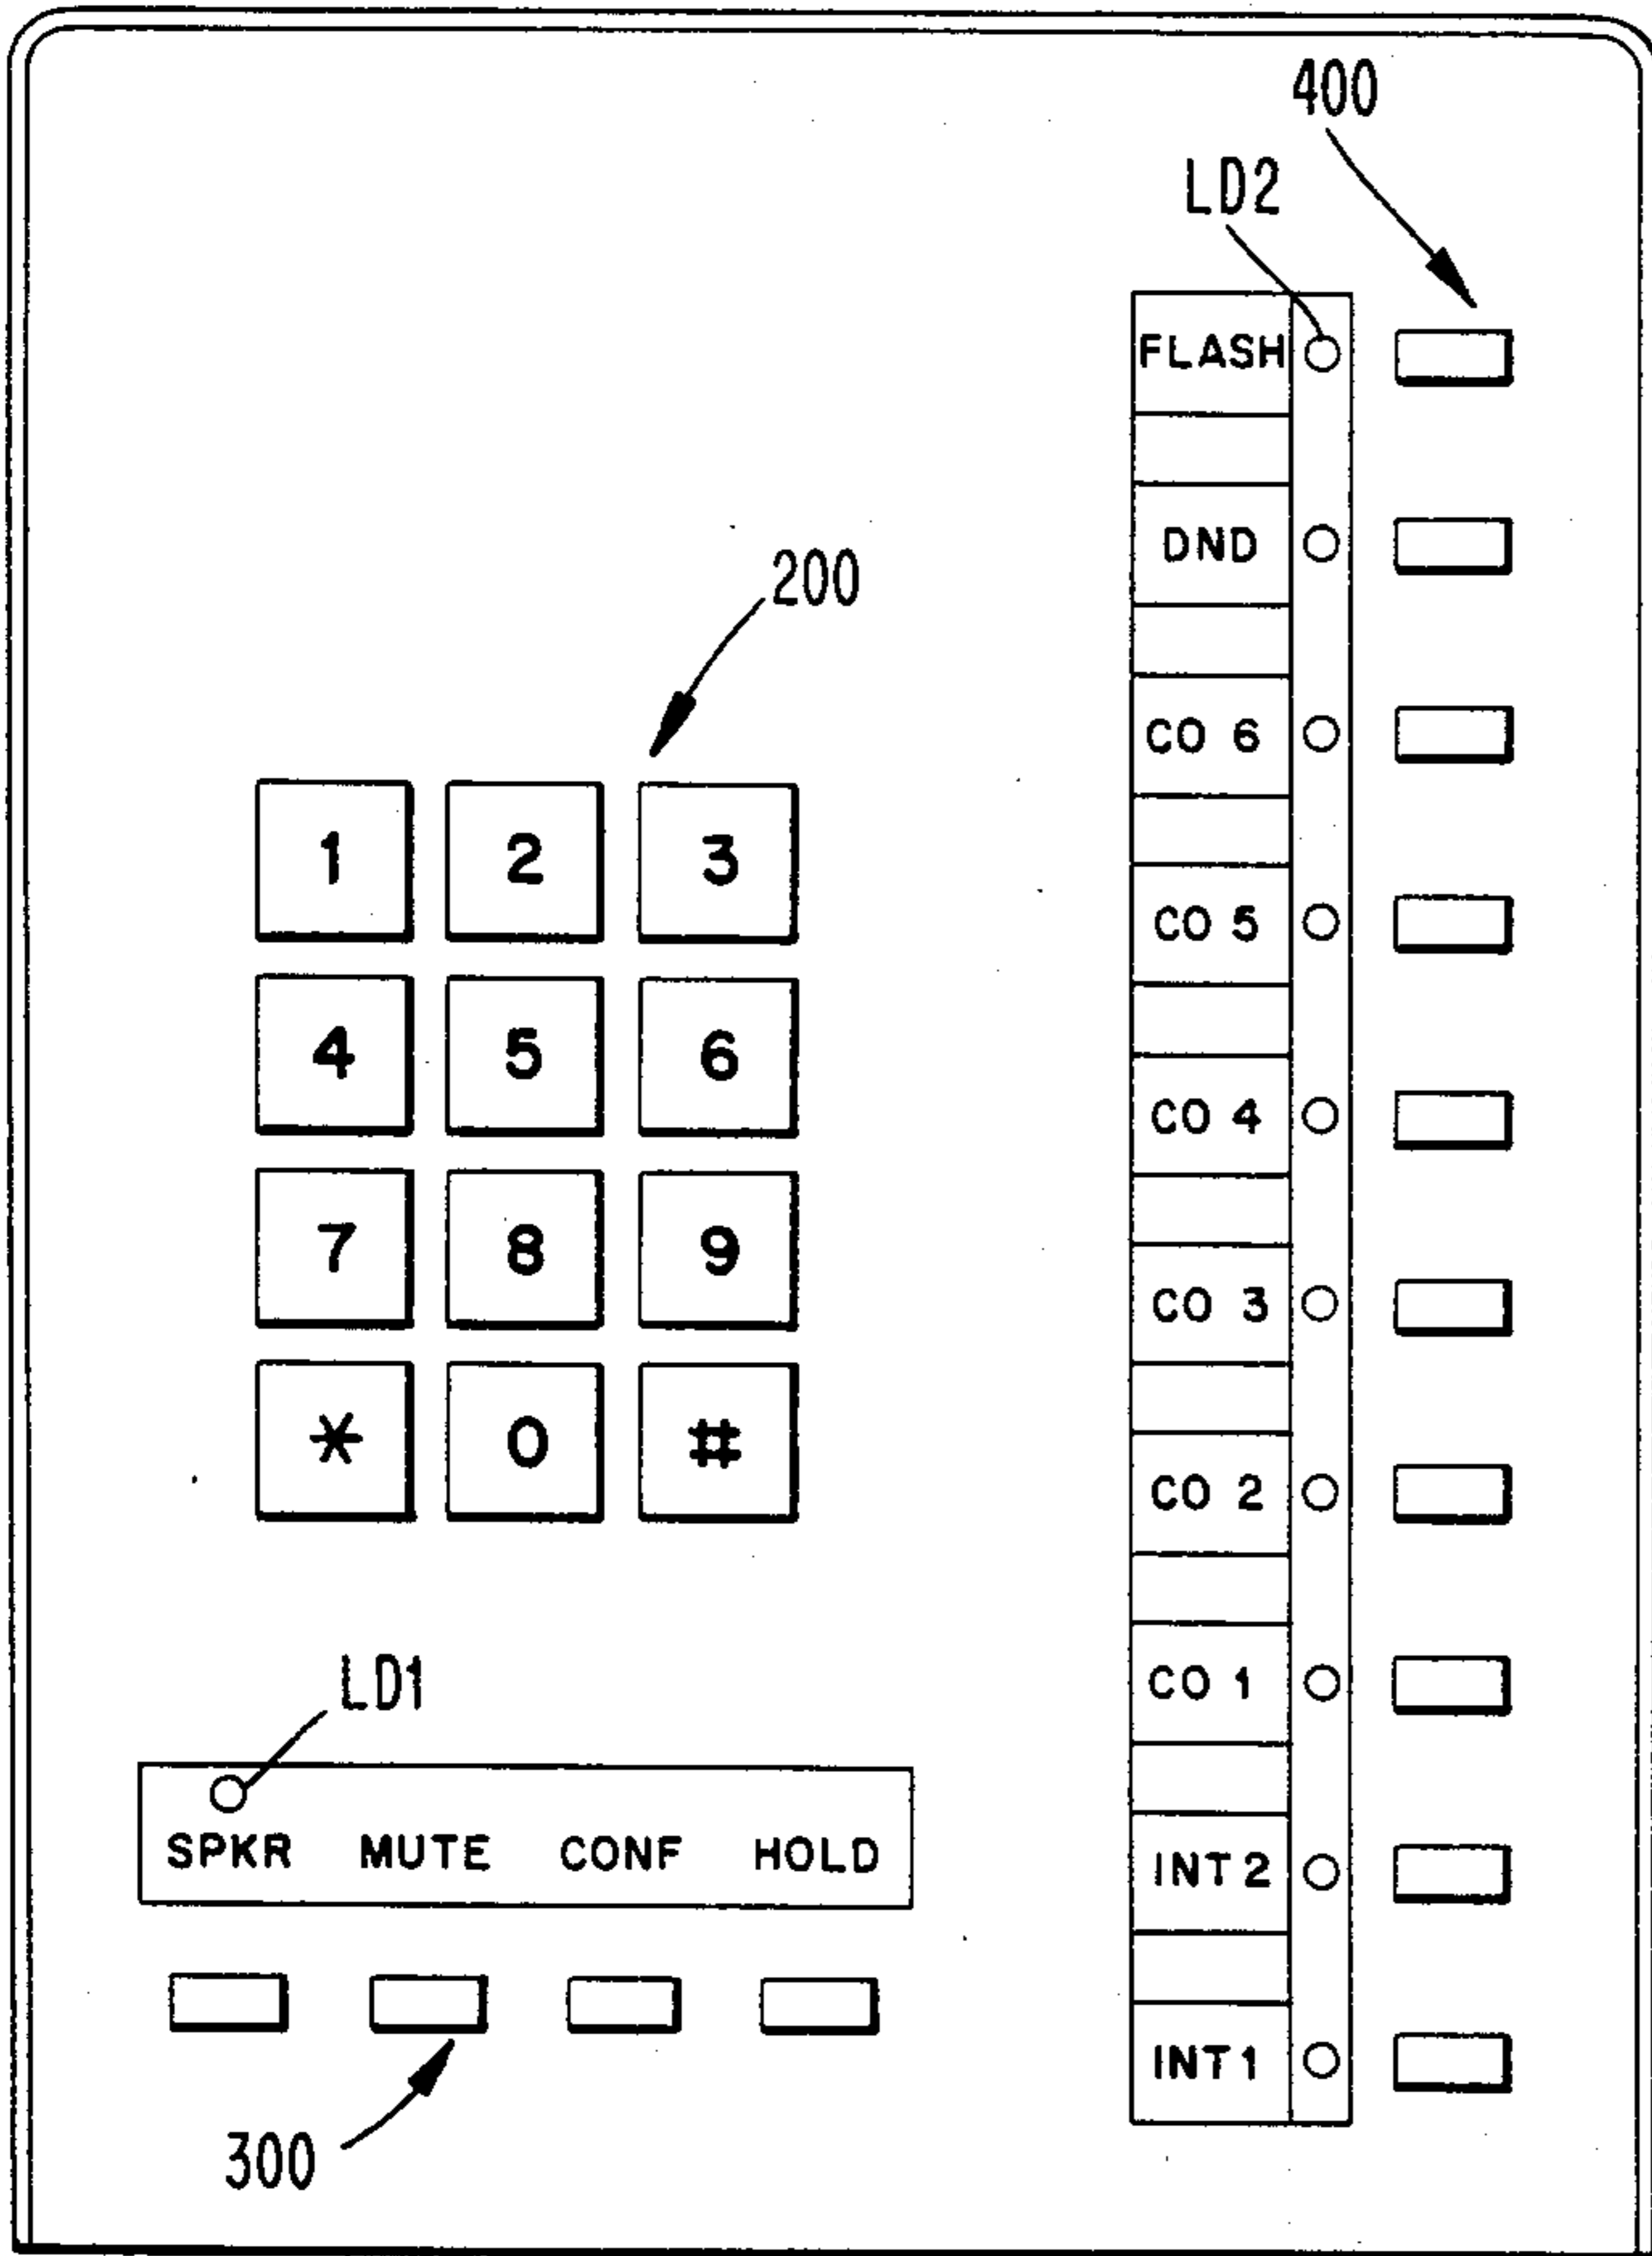 400
LD2
FLASH
DND
200
CO 6
1 2 3
CO 5
4 5 6
CO 4
7 8 9
CO 3
* 0 #
CO 2
LD1
CO 1
SPKR MUTE CONF HOLD
INT 2
INT 1
300